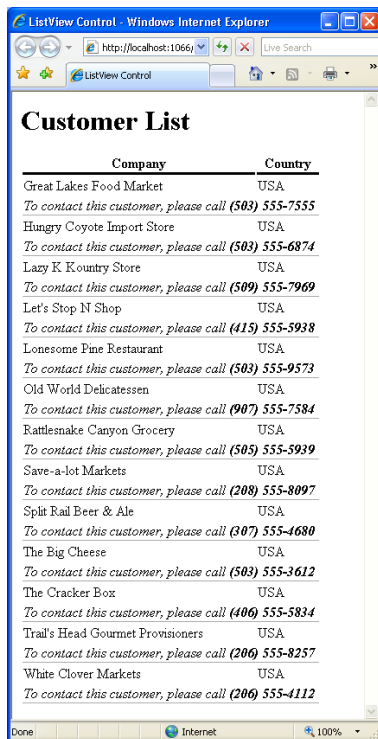 ListView Control - Windows Internet Explorer
http://localhost:1066/
Live Search
ListView Control
»
Customer List
Company Country
Great Lakes Food Market USA
To contact this customer, please call (503) 555-7555
Hungry Coyote Import Store USA
To contact this customer, please call (503) 555-6874
Lazy K Kountry Store USA
To contact this customer, please call (509) 555-7969
Let's Stop N Shop USA
To contact this customer, please call (415) 555-5938
Lonesome Pine Restaurant USA
To contact this customer, please call (503) 555-9573
Old World Delicatessen USA
To contact this customer, please call (907) 555-7584
Rattlesnake Canyon Grocery USA
To contact this customer, please call (505) 555-5939
Save-a-lot Markets USA
To contact this customer, please call (208) 555-8097
Split Rail Beer & Ale USA
To contact this customer, please call (307) 555-4680
The Big Cheese USA
To contact this customer, please call (503) 555-3612
The Cracker Box USA
To contact this customer, please call (406) 555-5834
Trail's Head Gourmet Provisioners USA
To contact this customer, please call (206) 555-8257
White Clover Markets USA
To contact this customer, please call (206) 555-4112
Done Internet 100%